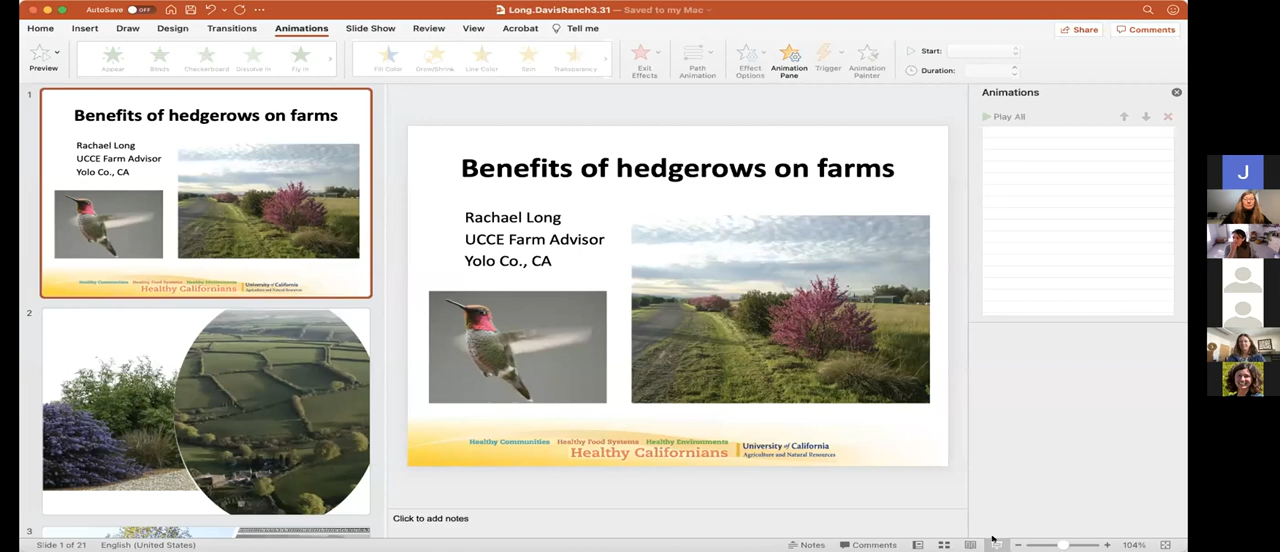 AutoSave OFF
Long.DavisRanch3.31 — Saved to my Mac
Home Insert Draw Design Transitions Animations Slide Show Review View Acrobat Tell me
Share Comments
Preview
Appear Blinds Checkerboard Dissolve In Fly In
Fill Color Grow/Shrink Line Color Spin Transparency
Exit Effects
Path Animation
Effect Options
Animation Pane
Trigger
Animation Painter
Start:
Duration:
1
Benefits of hedgerows on farms
Rachael Long
UCCE Farm Advisor
Yolo Co., CA
Healthy Communities Healthy Food Systems Healthy Environments
Healthy Californians
University of California
Agriculture and Natural Resources
2
3
Benefits of hedgerows on farms
Rachael Long
UCCE Farm Advisor
Yolo Co., CA
Healthy Communities Healthy Food Systems Healthy Environments
Healthy Californians
University of California
Agriculture and Natural Resources
Click to add notes
Animations
Play All
J
Slide 1 of 21 English (United States)
Notes Comments 104%